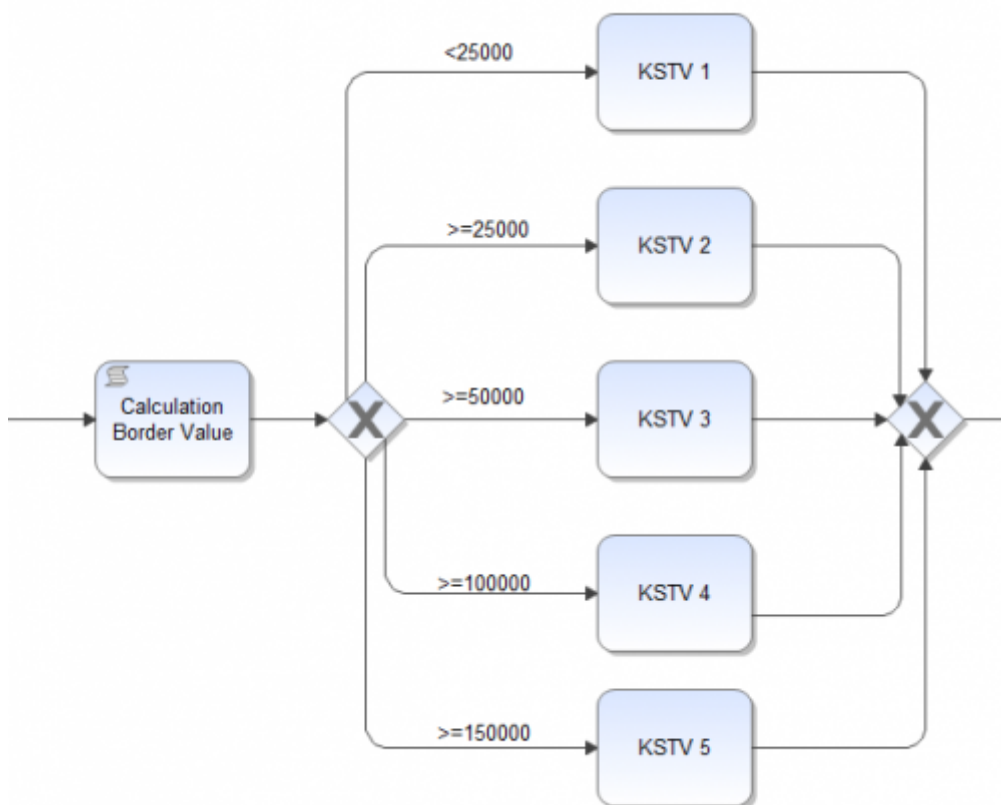 <25000
KSTV 1
>=25000
KSTV 2
Calculation
Border Value
>=50000
KSTV 3
>=100000
KSTV 4
>=150000
KSTV 5